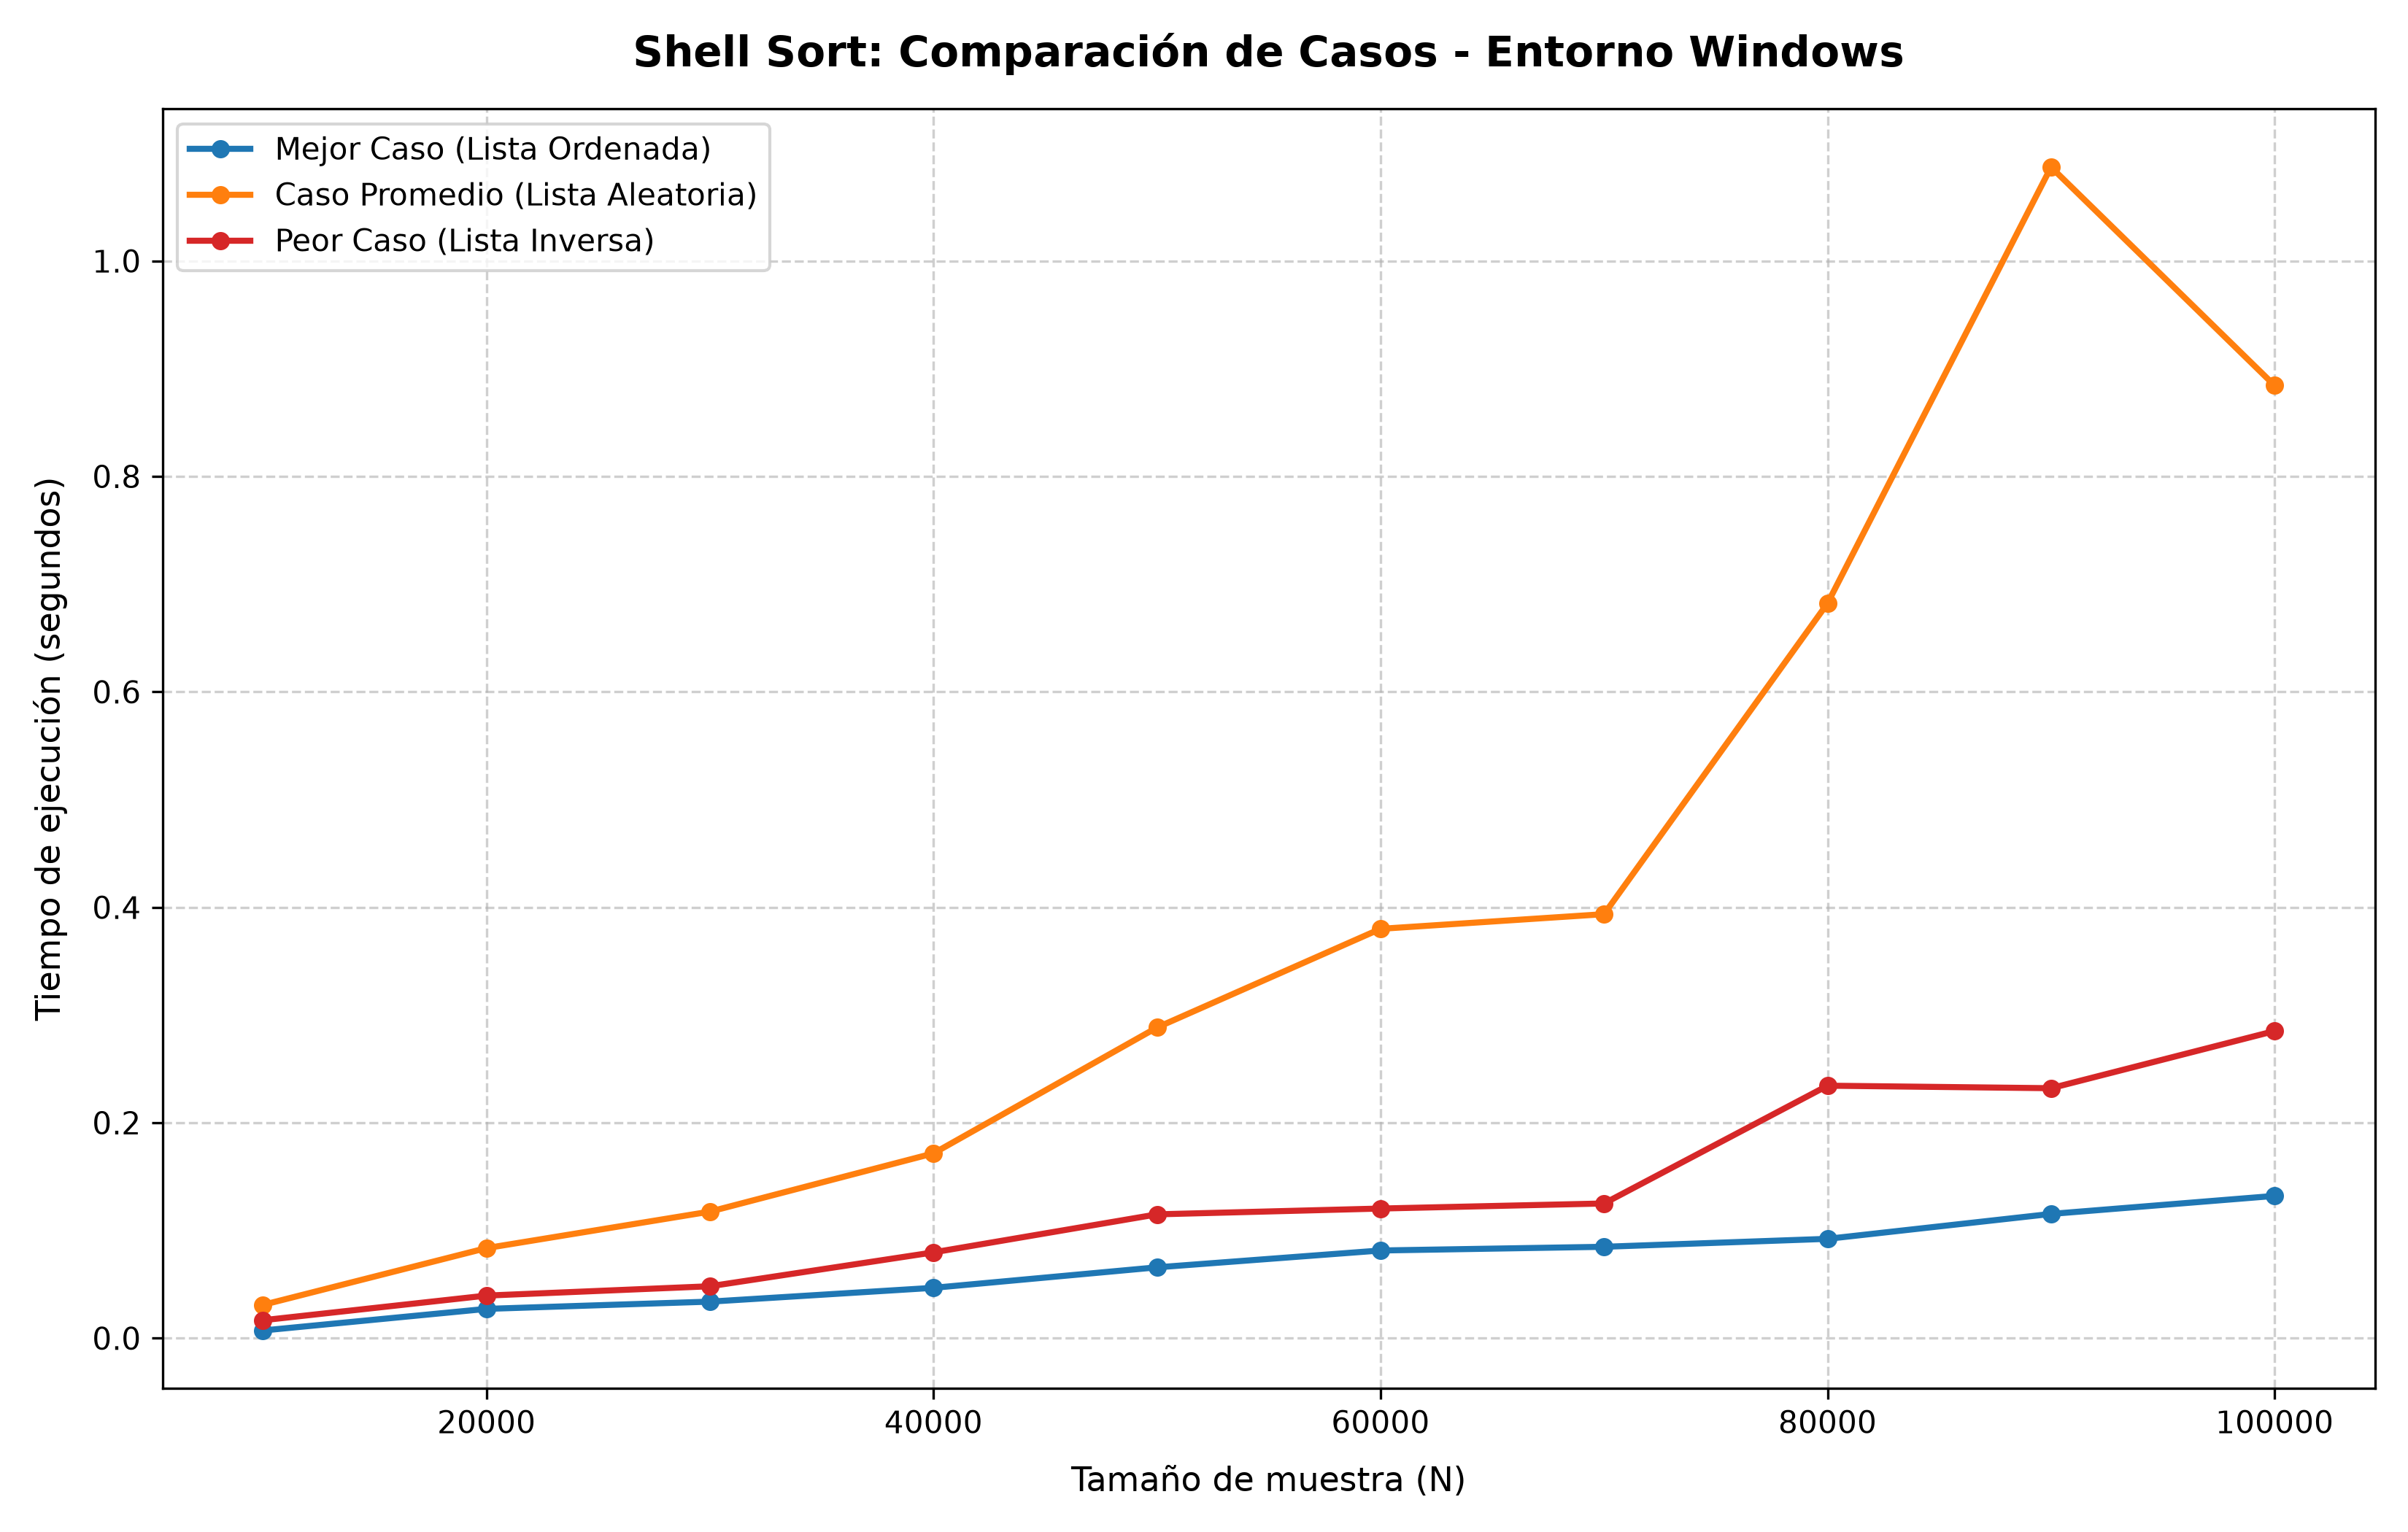 Shell Sort: Comparación de Casos - Entorno Windows
Mejor Caso (Lista Ordenada)
Caso Promedio (Lista Aleatoria)
Peor Caso (Lista Inversa)
Tiempo de ejecución (segundos)
1.0
0.8
0.6
0.4
0.2
0.0
20000 40000 60000 80000 100000
Tamaño de muestra (N)